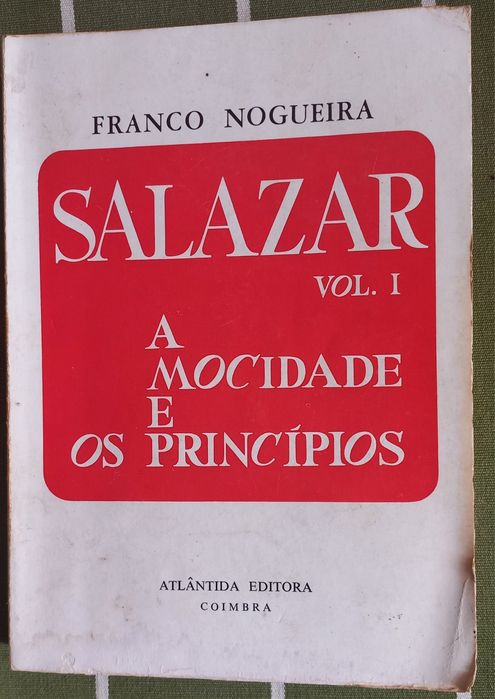 FRANCO NOGUEIRA
SALAZAR
VOL. I
A
MOCIDADE
E
OS PRINCÍPIOS
ATLÂNTIDA EDITORA
COIMBRA